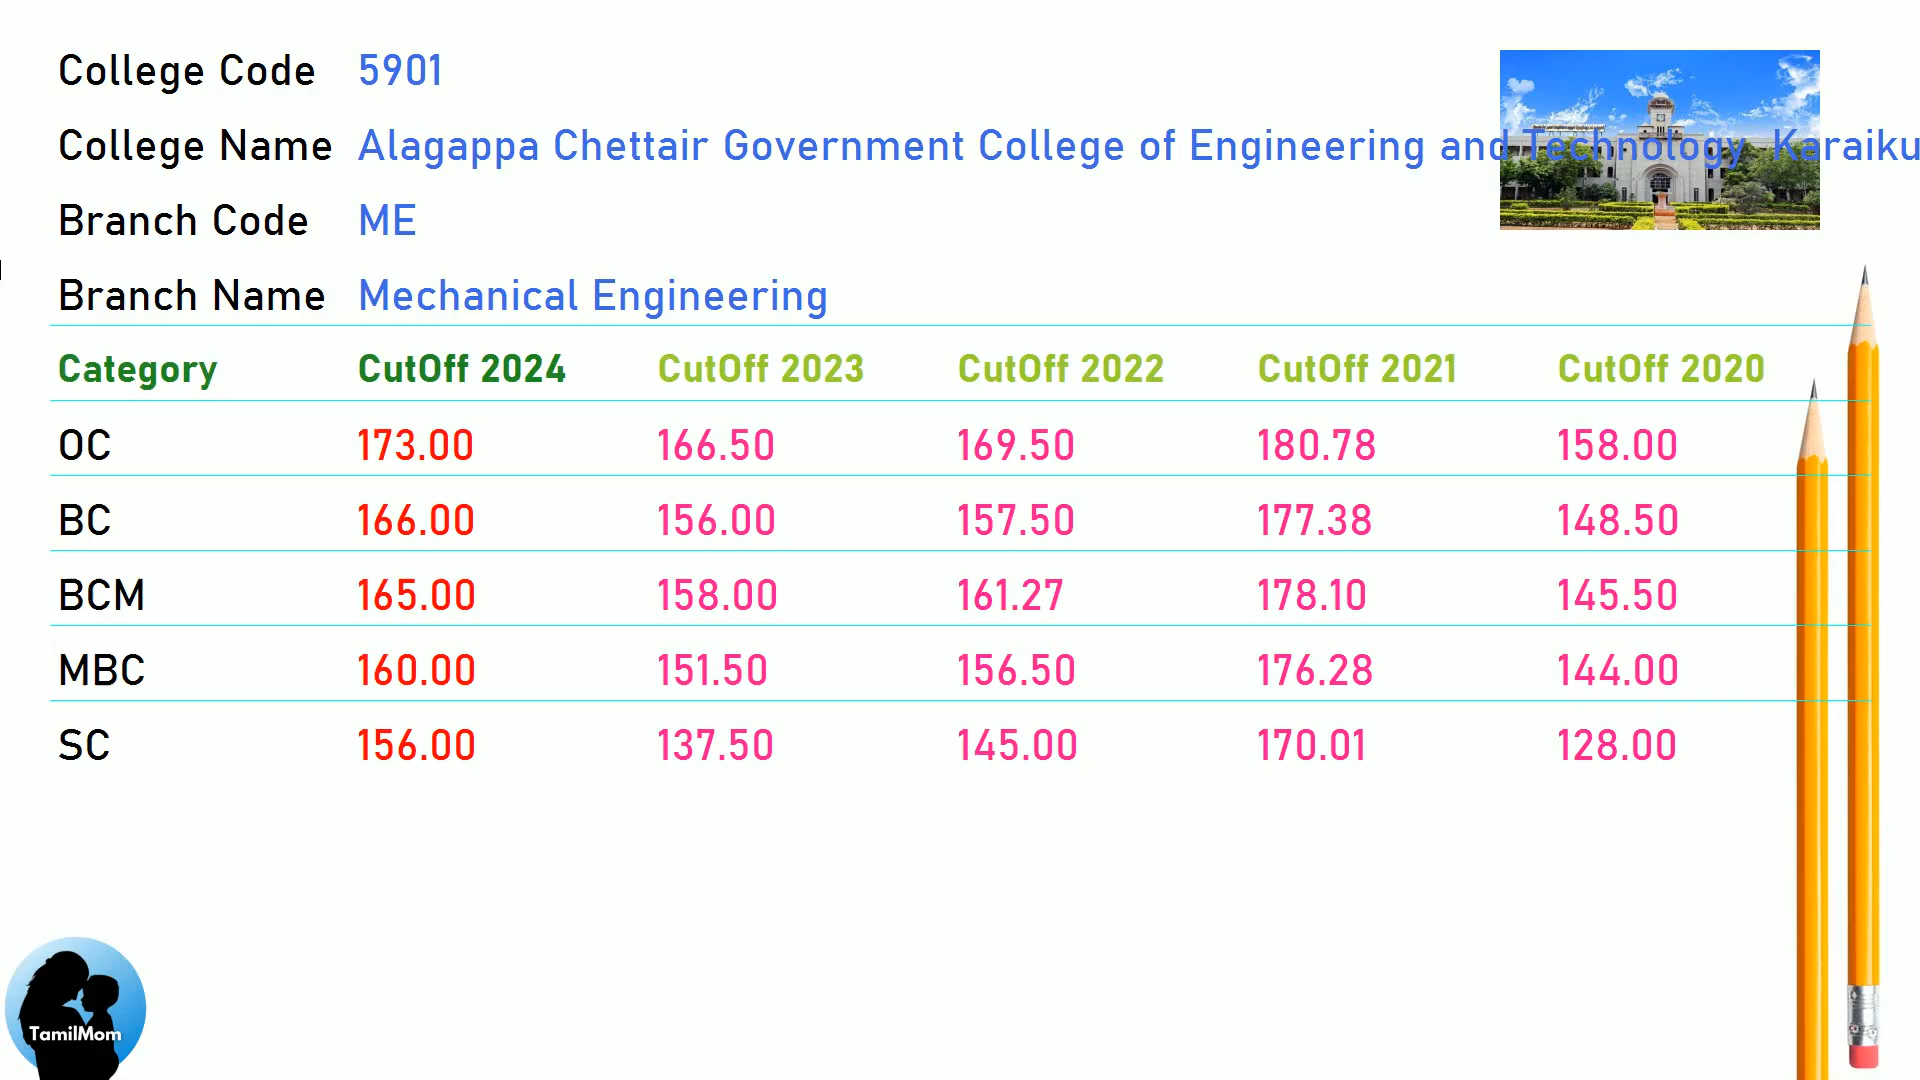 College Code 5901
College Name Alagappa Chettair Government College of Engineering and Technology Karaiku
Branch Code ME
Branch Name Mechanical Engineering
Category CutOff 2024 CutOff 2023 CutOff 2022 CutOff 2021 CutOff 2020
OC 173.00 166.50 169.50 180.78 158.00
BC 166.00 156.00 157.50 177.38 148.50
BCM 165.00 158.00 161.27 178.10 145.50
MBC 160.00 151.50 156.50 176.28 144.00
SC 156.00 137.50 145.00 170.01 128.00
TamilMom